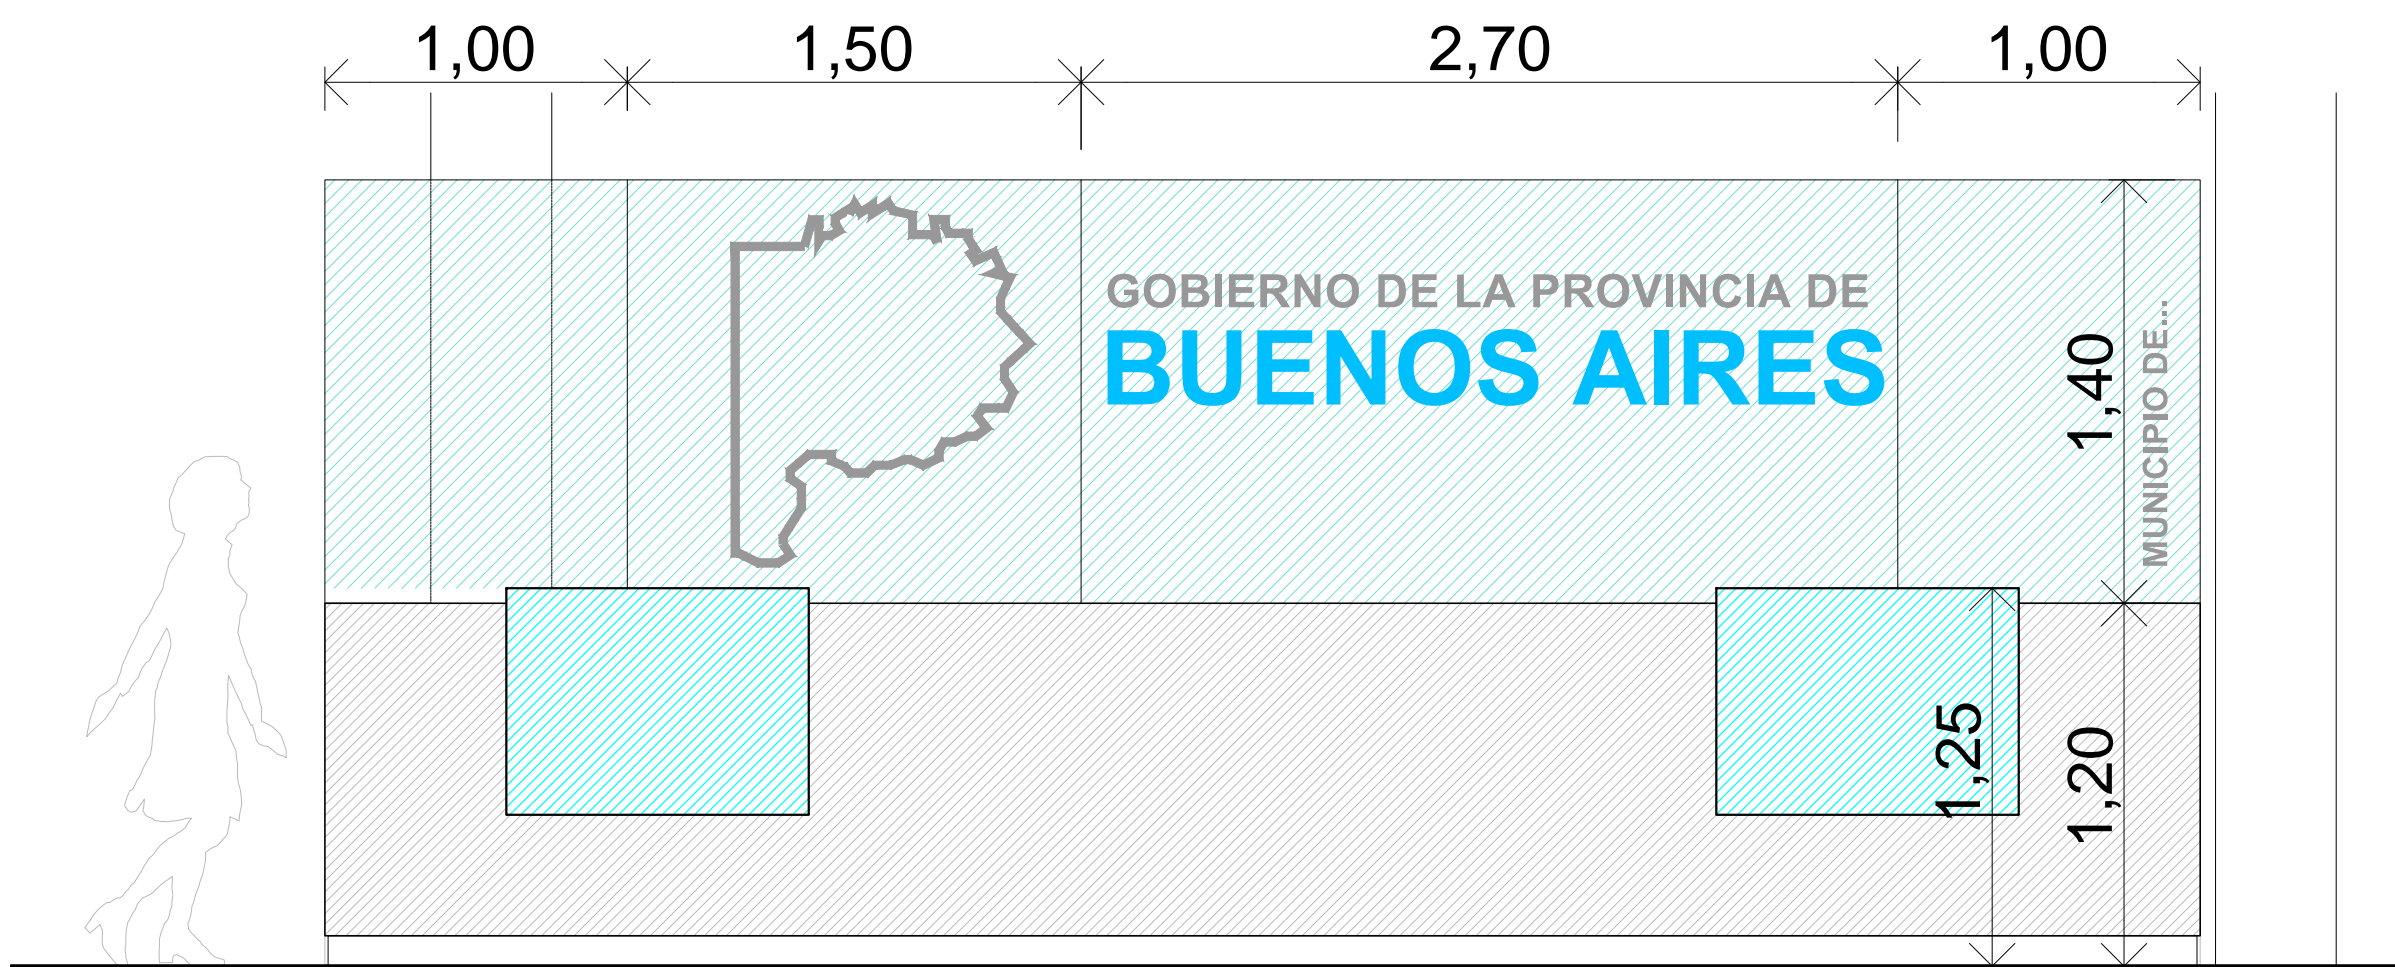 1,00 1,50 2,70 1,00
GOBIERNO DE LA PROVINCIA DE
BUENOS AIRES
1,40
MUNICIPIO DE...
1,25
1,20